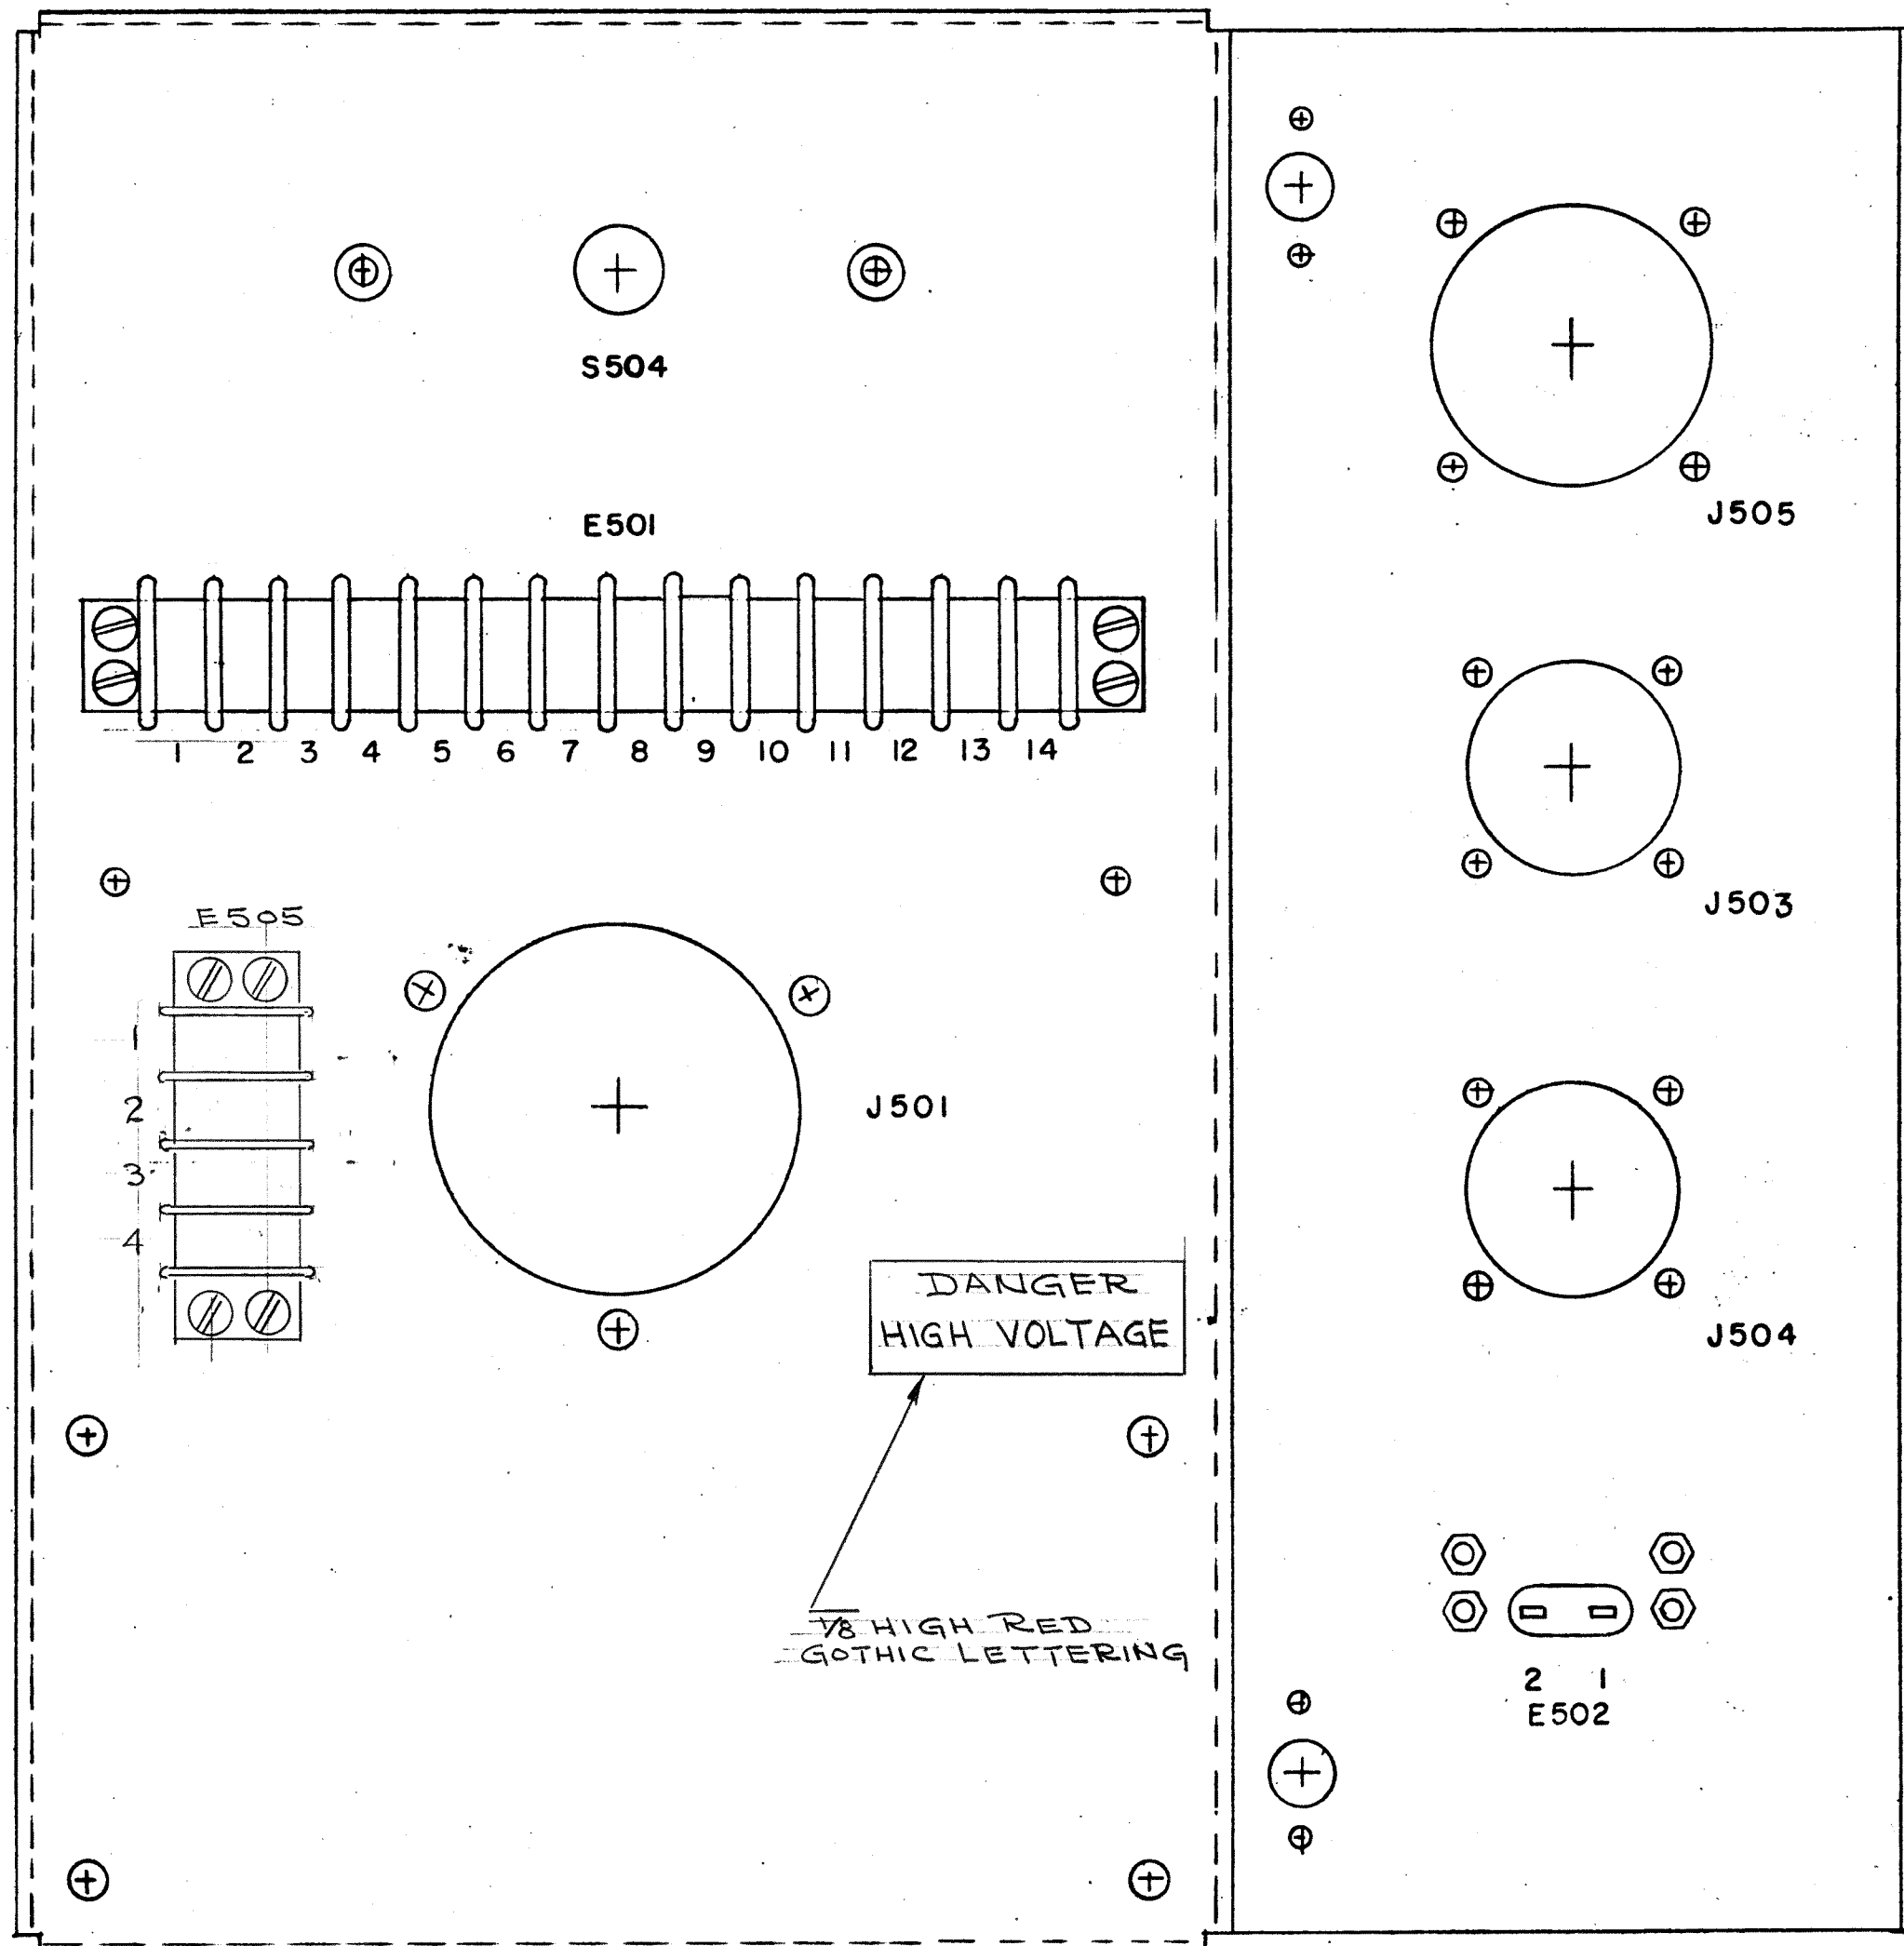 S504
E501
1 2 3 4 5 6 7 8 9 10 11 12 13 14
E505
1
2
3
4
J501
DANGER
HIGH VOLTAGE
1/8 HIGH RED
GOTHIC LETTERING
J505
J503
J504
2 1
E502